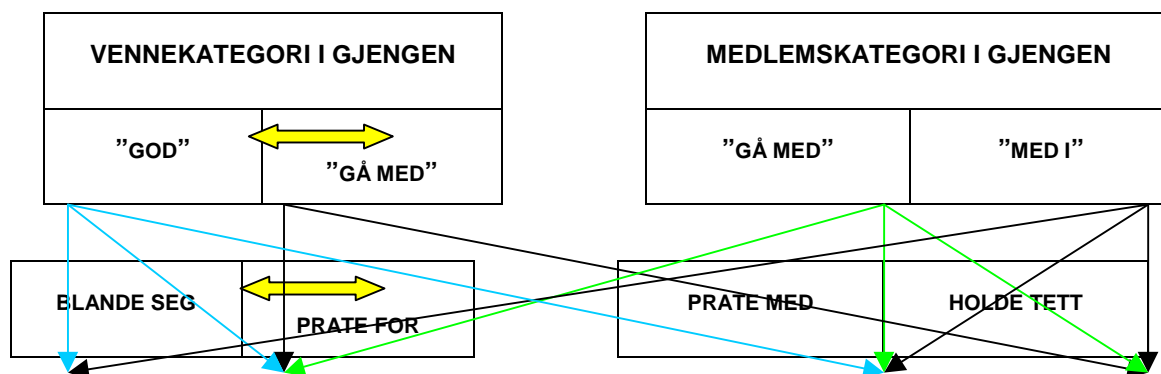 VENNEKATEGORI I GJENGEN
MEDLEMSKATEGORI I GJENGEN
”GOD”
”GÅ MED”
”GÅ MED”
”MED I”
BLANDE SEG
PRATE FOR
PRATE MED
HOLDE TETT